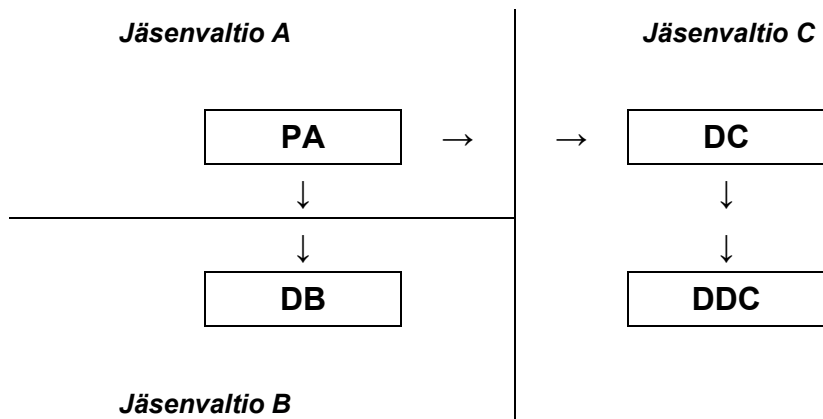 Jäsenvaltio A
Jäsenvaltio C
PA → → DC
↓ ↓
↓ ↓
DB
DDC
Jäsenvaltio B